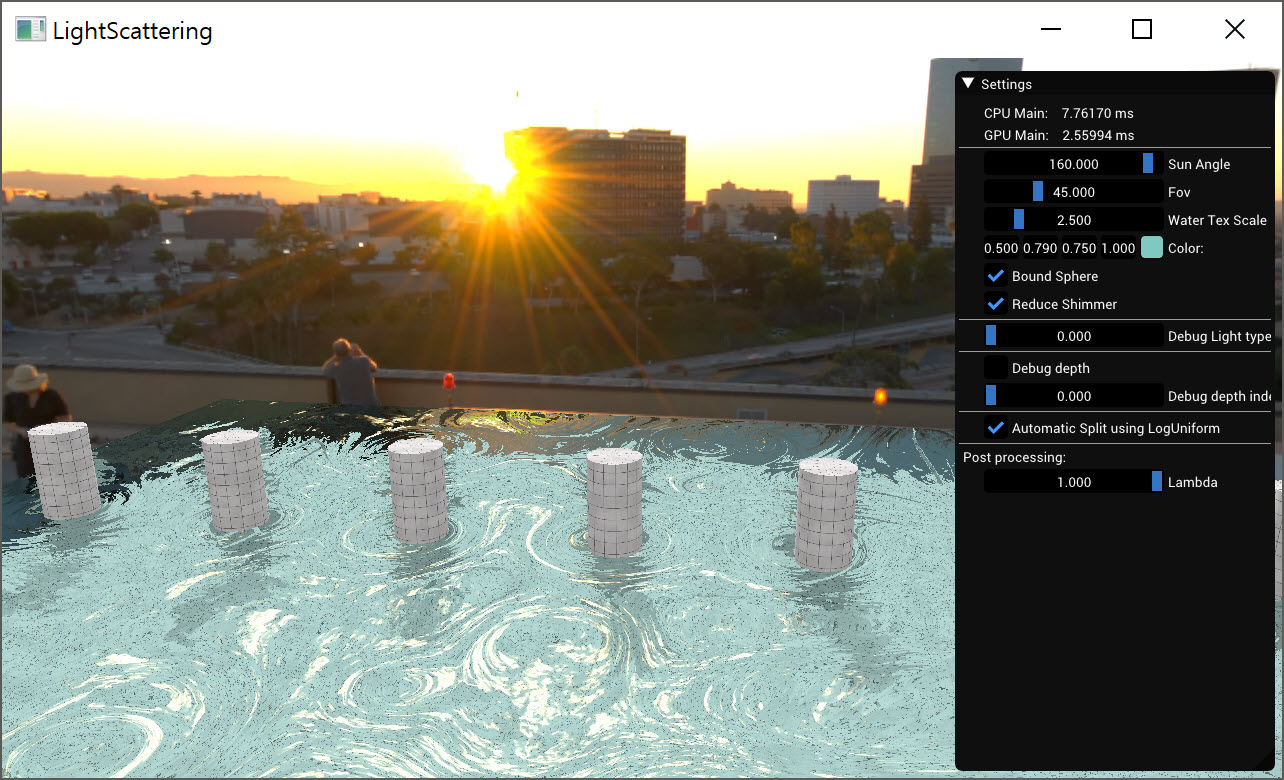 LightScattering
Settings
CPU Main: 7.76170 ms
GPU Main: 2.55994 ms
160.000 Sun Angle
45.000 Fov
2.500 Water Tex Scale
0.500 0.790 0.750 1.000 Color:
Bound Sphere
Reduce Shimmer
0.000 Debug Light type
Debug depth
0.000 Debug depth inde
Automatic Split using LogUniform
Post processing:
1.000 Lambda